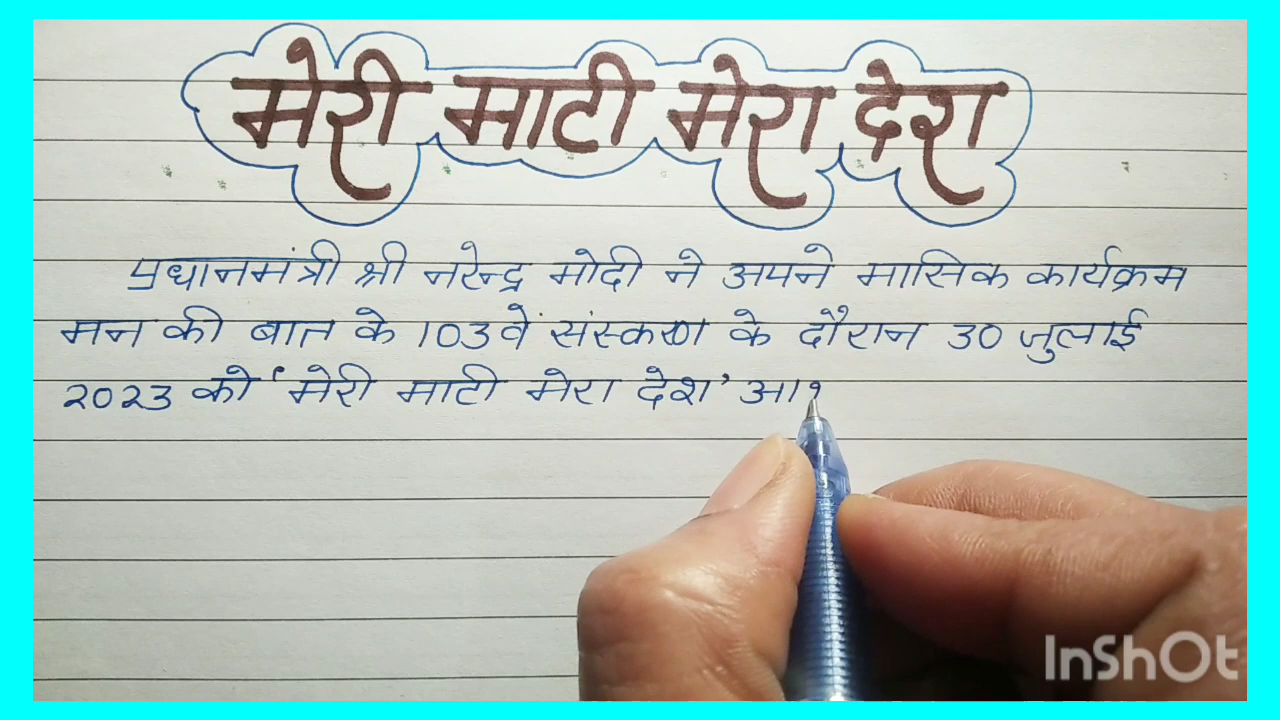 मेरी माटी मेरा देश
प्रधानमंत्री श्री नरेन्द्र मोदी ने अपने मासिक कार्यक्रम
मन की बात के 103वें संस्करण के दौरान 30 जुलाई
2023 को 'मेरी माटी मेरा देश'
InShOt